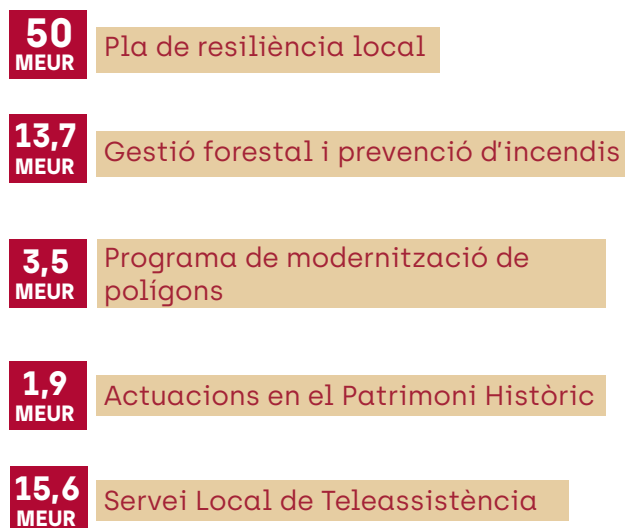 50
MEUR
Pla de resiliència local
13,7
MEUR
Gestió forestal i prevenció d'incendis
3,5
MEUR
Programa de modernització de
polígons
1,9
MEUR
Actuacions en el Patrimoni Històric
15,6
MEUR
Servei Local de Teleassistència